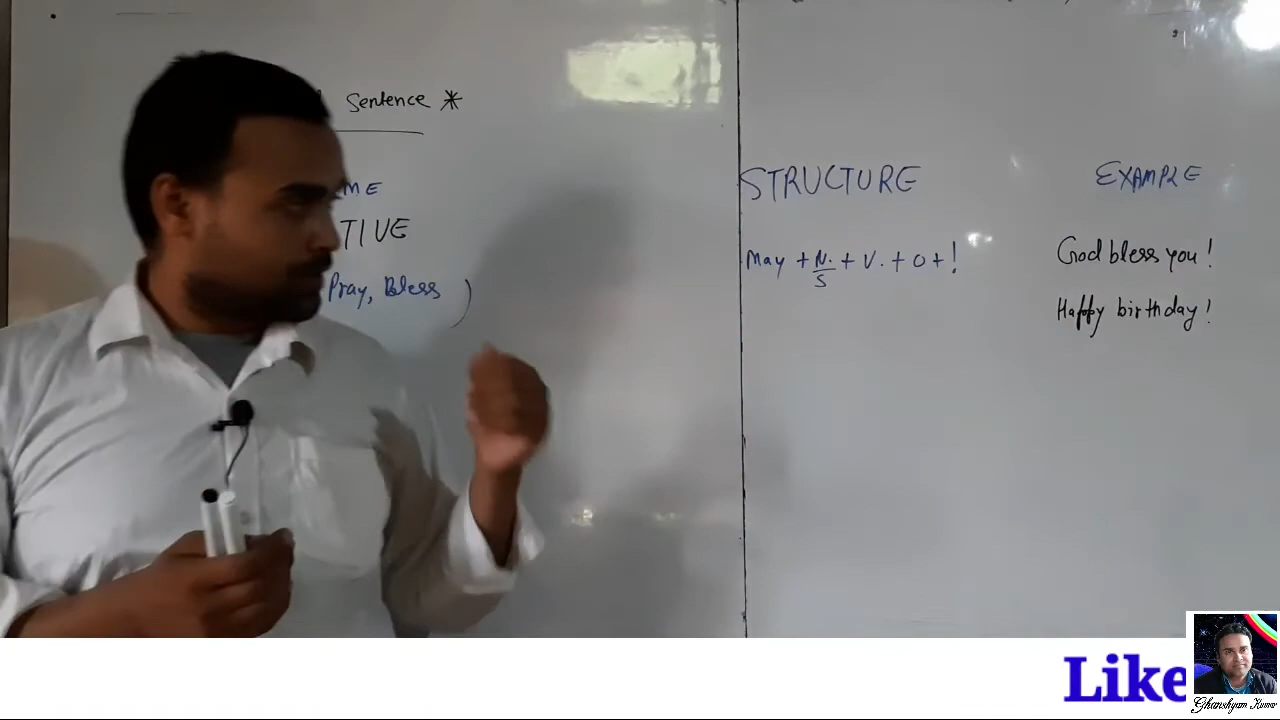 Sentence *
STRUCTURE
EXAMPLE
ME
TIVE
Pray, Bless )
May + N./S + V. + O + !
God bless you!
Happy birthday!
Like
Ghanshyam Kumar